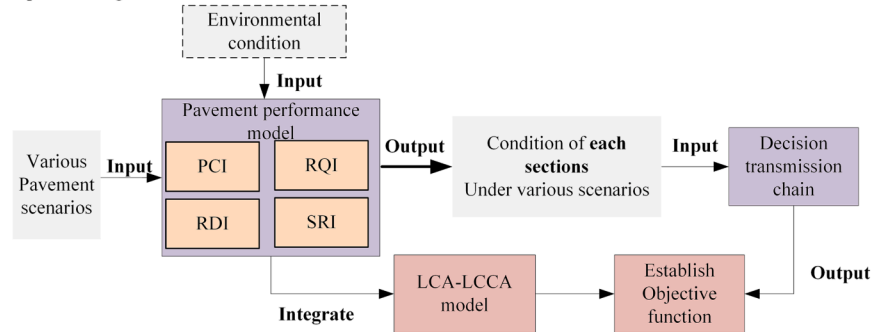 Environmental
condition
Input
Pavement performance
model
PCI
RQI
RDI
SRI
Various
Pavement
scenarios
Input
Output
Condition of each
sections
Under various scenarios
Input
Decision
transmission
chain
Integrate
LCA-LCCA
model
Establish
Objective
function
Output